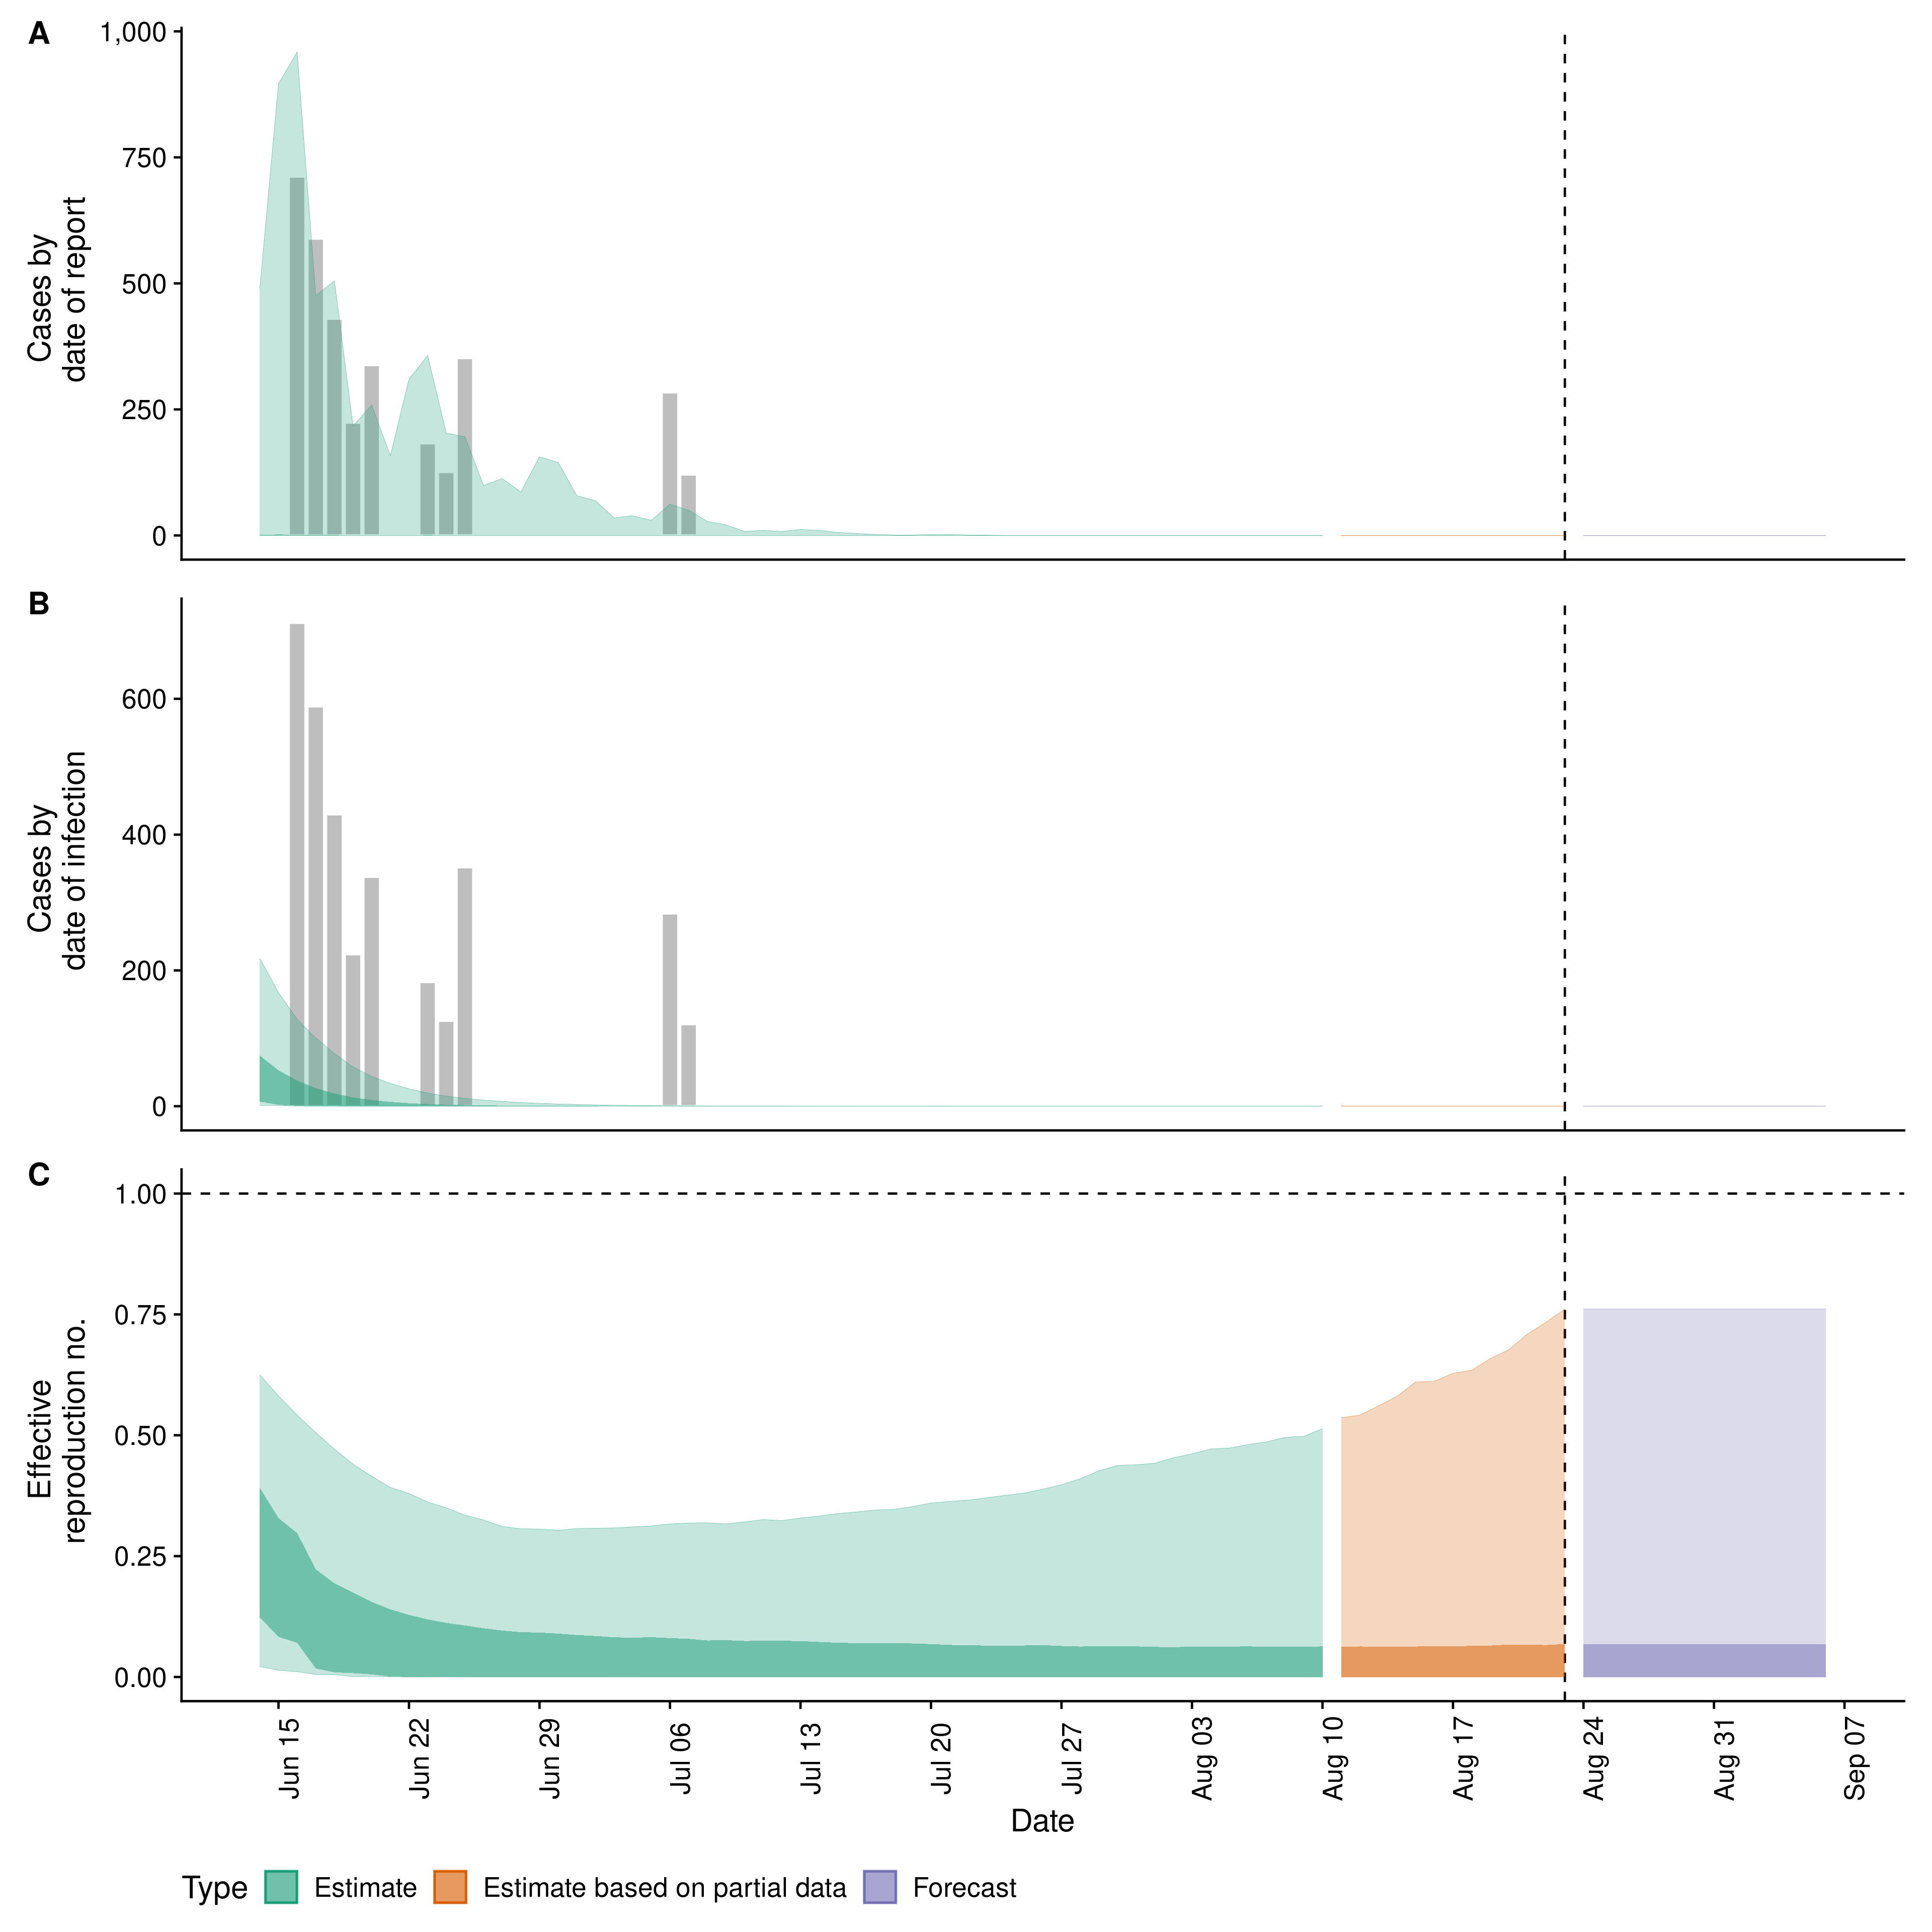 A
Cases by
date of report
1,000
750
500
250
0
B
Cases by
date of infection
600
400
200
0
C
Effective
reproduction no.
1.00
0.75
0.50
0.25
0.00
Jun 15
Jun 22
Jun 29
Jul 06
Jul 13
Jul 20
Jul 27
Aug 03
Aug 10
Aug 17
Aug 24
Aug 31
Sep 07
Date
Type Estimate Estimate based on partial data Forecast